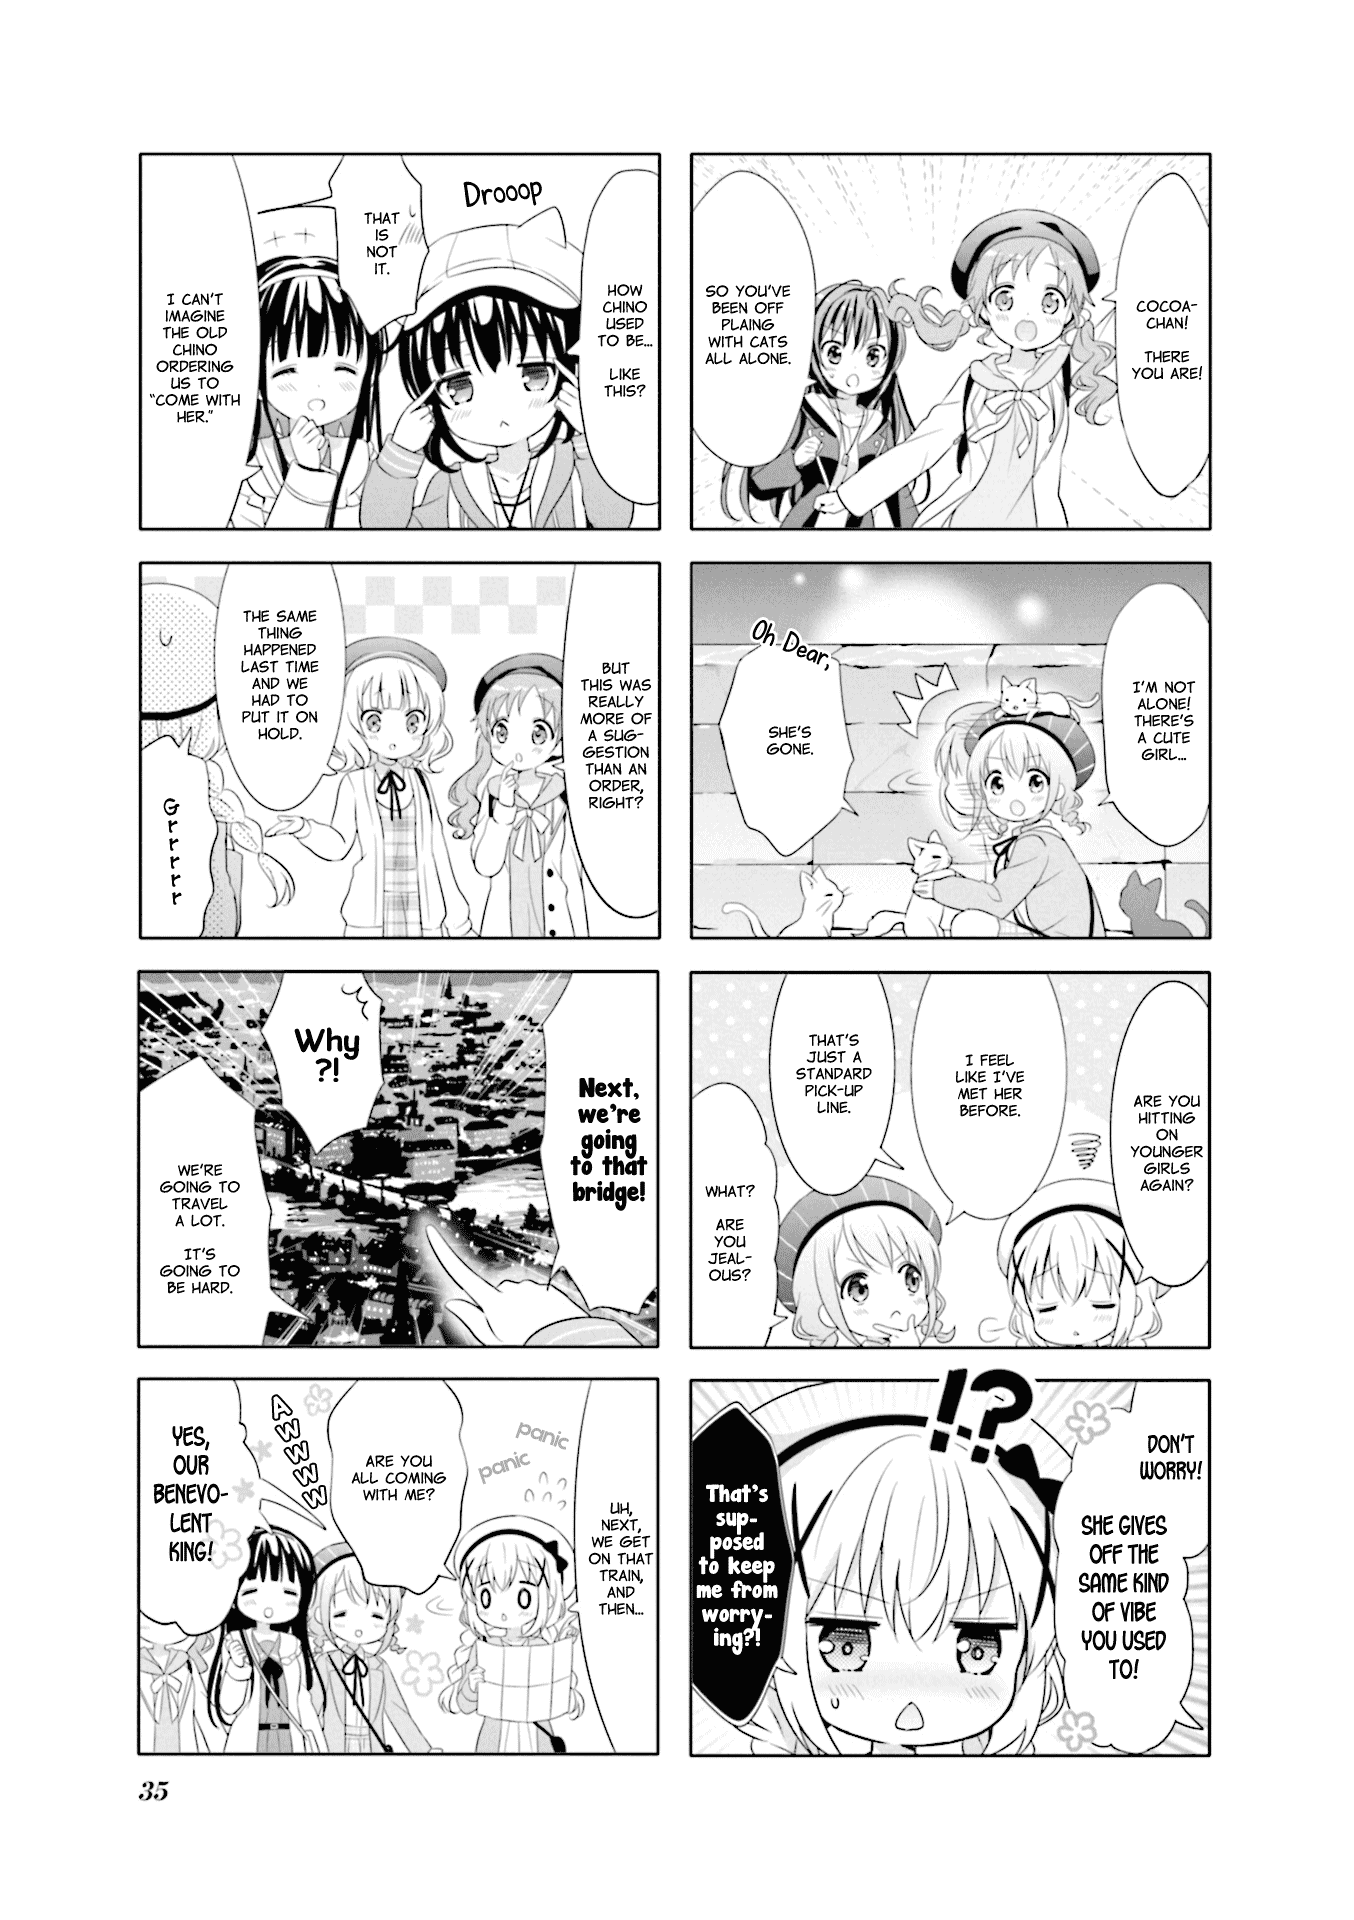 COCOA-
CHAN!
THERE
YOU ARE!
SO YOU'VE
BEEN OFF
PLAING
WITH CATS
ALL ALONE.
I'M NOT
ALONE!
THERE'S
A CUTE
GIRL...
Oh Dear,
SHE'S
GONE.
ARE YOU
HITTING
ON
YOUNGER
GIRLS
AGAIN?
I FEEL
LIKE I'VE
MET HER
BEFORE.
THAT'S
JUST A
STANDARD
PICK-UP
LINE.
WHAT?
ARE
YOU
JEAL-
OUS?
DON'T
WORRY!
SHE GIVES
OFF THE
SAME KIND
OF VIBE
YOU USED
TO!
!?
That's
sup-
posed
to keep
me from
worry-
ing?!
HOW
CHINO
USED
TO BE...
LIKE
THIS?
Drooop
THAT
IS
NOT
IT.
I CAN'T
IMAGINE
THE OLD
CHINO
ORDERING
US TO
"COME WITH
HER."
BUT
THIS WAS
REALLY
MORE OF
A SUG-
GESTION
THAN AN
ORDER,
RIGHT?
THE SAME
THING
HAPPENED
LAST TIME
AND WE
HAD TO
PUT IT ON
HOLD.
Grrrrr
Next,
we're
going
to that
bridge!
Why
?!
WE'RE
GOING TO
TRAVEL
A LOT.
IT'S
GOING TO
BE HARD.
UH,
NEXT,
WE GET
ON THAT
TRAIN,
AND
THEN...
panic
panic
ARE YOU
ALL COMING
WITH ME?
AWWWW
YES,
OUR
BENEVO-
LENT
KING!
35